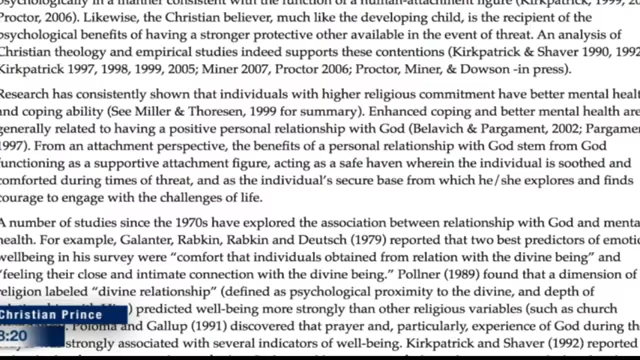 psychologically in a manner consistent with the function of a human-attachment figure (Kirkpatrick, 1999, 20
Proctor, 2006). Likewise, the Christian believer, much like the developing child, is the recipient of the
psychological benefits of having a stronger protective other available in the event of threat. An analysis of
Christian theology and empirical studies indeed supports these contentions (Kirkpatrick & Shaver 1990, 1992
Kirkpatrick 1997, 1998, 1999, 2005; Miner 2007, Proctor 2006; Proctor, Miner, & Dowson -in press).
Research has consistently shown that individuals with higher religious commitment have better mental health
and coping ability (See Miller & Thoresen, 1999 for summary). Enhanced coping and better mental health are
generally related to having a positive personal relationship with God (Belavich & Pargament, 2002; Pargament
1997). From an attachment perspective, the benefits of a personal relationship with God stem from God
functioning as a supportive attachment figure, acting as a safe haven wherein the individual is soothed and
comforted during times of threat, and as the individual's secure base from which he/she explores and finds
courage to engage with the challenges of life.
A number of studies since the 1970s have explored the association between relationship with God and menta
health. For example, Galanter, Rabkin, Rabkin and Deutsch (1979) reported that two best predictors of emotio
wellbeing in his survey were "comfort that individuals obtained from relation with the divine being" and
"feeling their close and intimate connection with the divine being." Pollner (1989) found that a dimension of
religion labeled "divine relationship" (defined as psychological proximity to the divine, and depth of
predicted well-being more strongly than other religious variables (such as church
Christian Prince
Poloma and Gallup (1991) discovered that prayer and, particularly, experience of God during th
8:20
strongly associated with several indicators of well-being. Kirkpatrick and Shaver (1992) reported